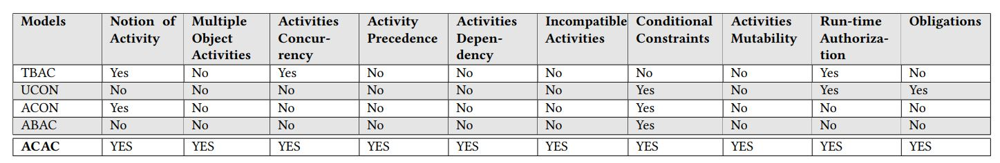 Models Notion of Multiple Activities Activity Activities Incompatible Conditional Activities Run-time Obligations
Activity Object Concur- Precedence Depen- Activities Constraints Mutability Authoriza-
Activities rency dency tion
TBAC Yes No Yes No No No No No Yes No
UCON No No No No No No Yes No Yes Yes
ACON Yes No No No No No Yes No No No
ABAC No No No No No No Yes No No No
ACAC YES YES YES YES YES YES YES YES YES YES